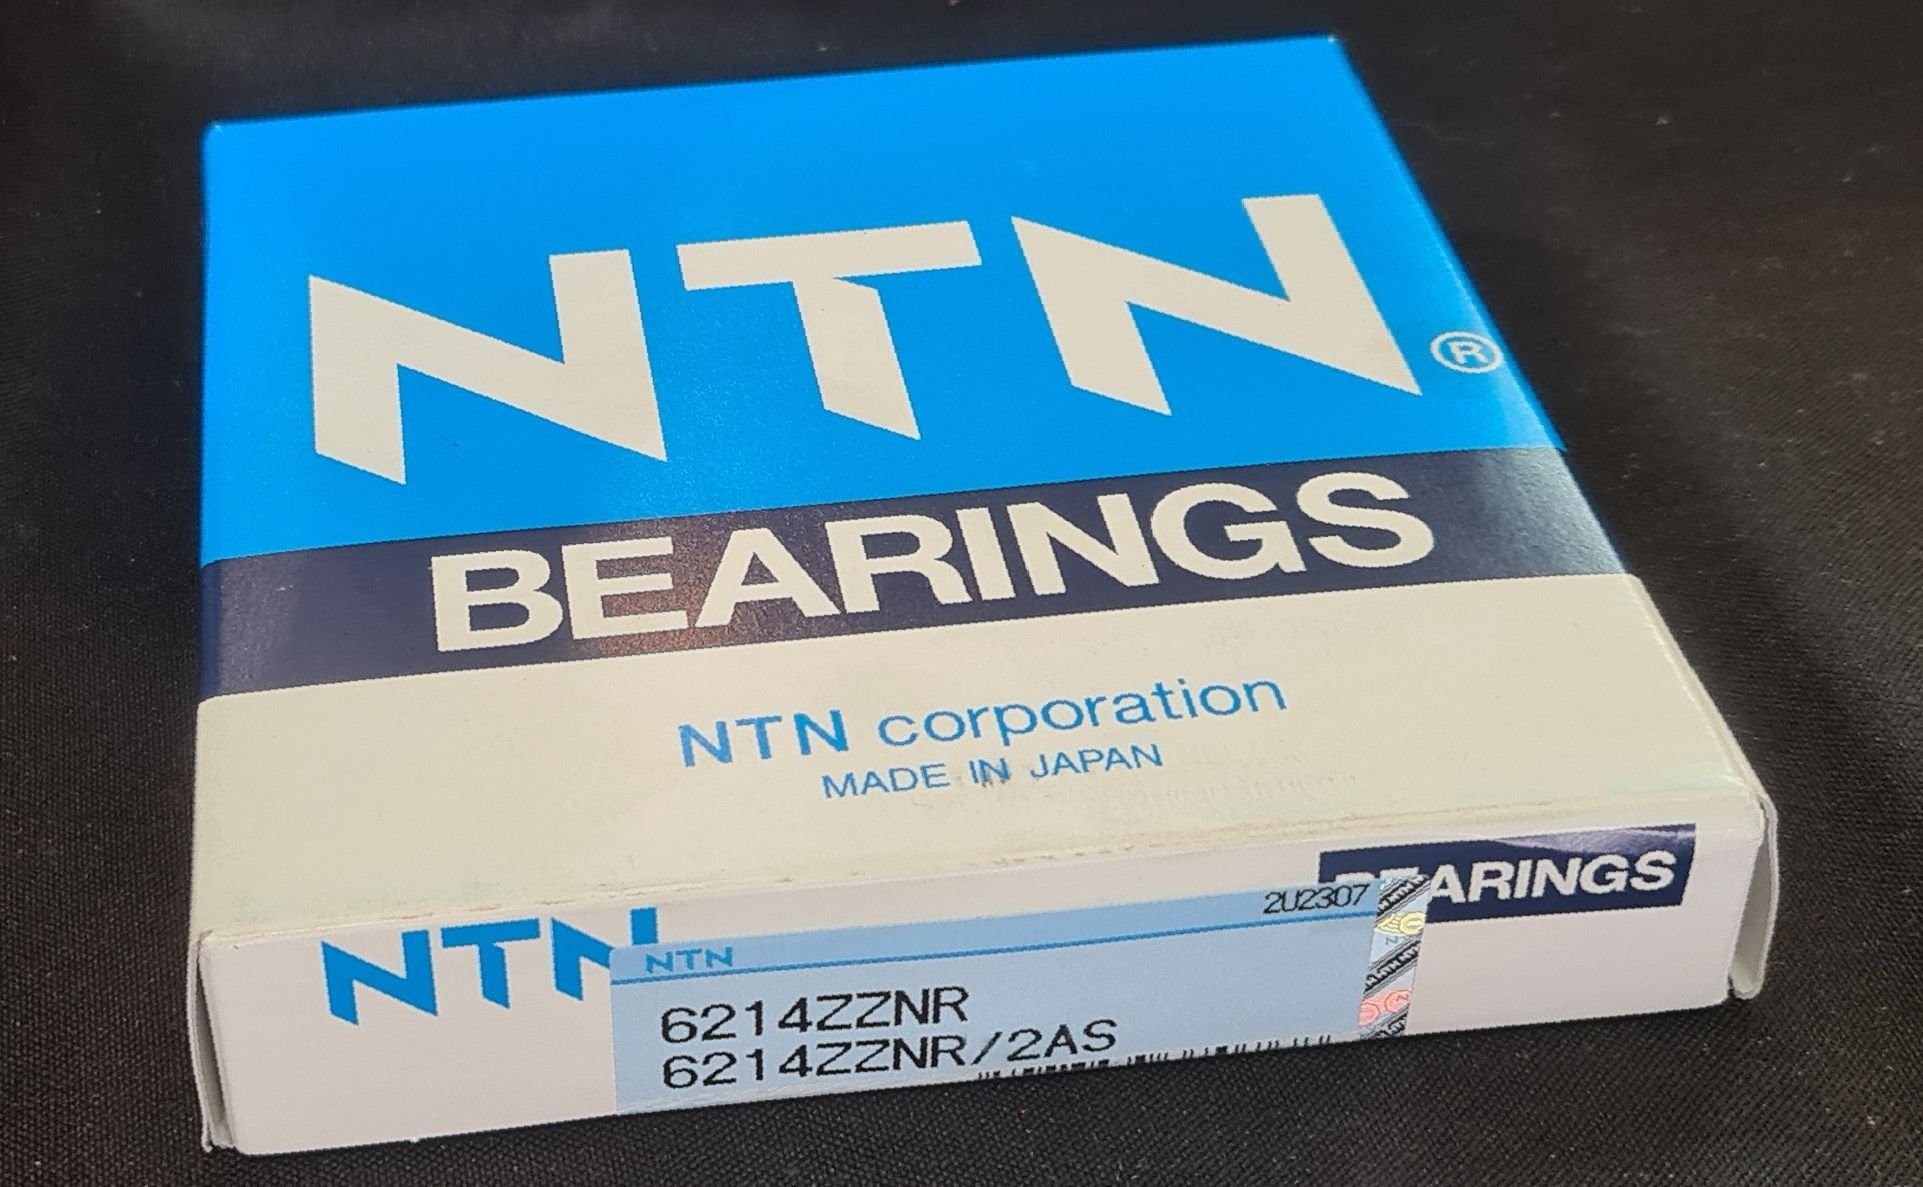 NTN®
BEARINGS
NTN corporation
MADE IN JAPAN
NTN
BEARINGS
2U2307
NTN
6214ZZNR
6214ZZNR/2AS